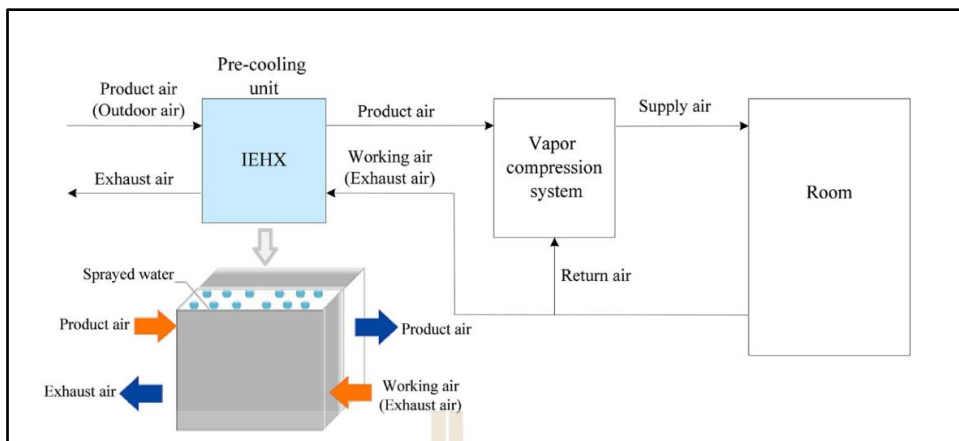 Pre-cooling
unit
Product air
(Outdoor air)
IEHX
Product air
Exhaust air
Working air
(Exhaust air)
Vapor
compression
system
Supply air
Room
Return air
Sprayed water
Product air
Product air
Exhaust air
Working air
(Exhaust air)